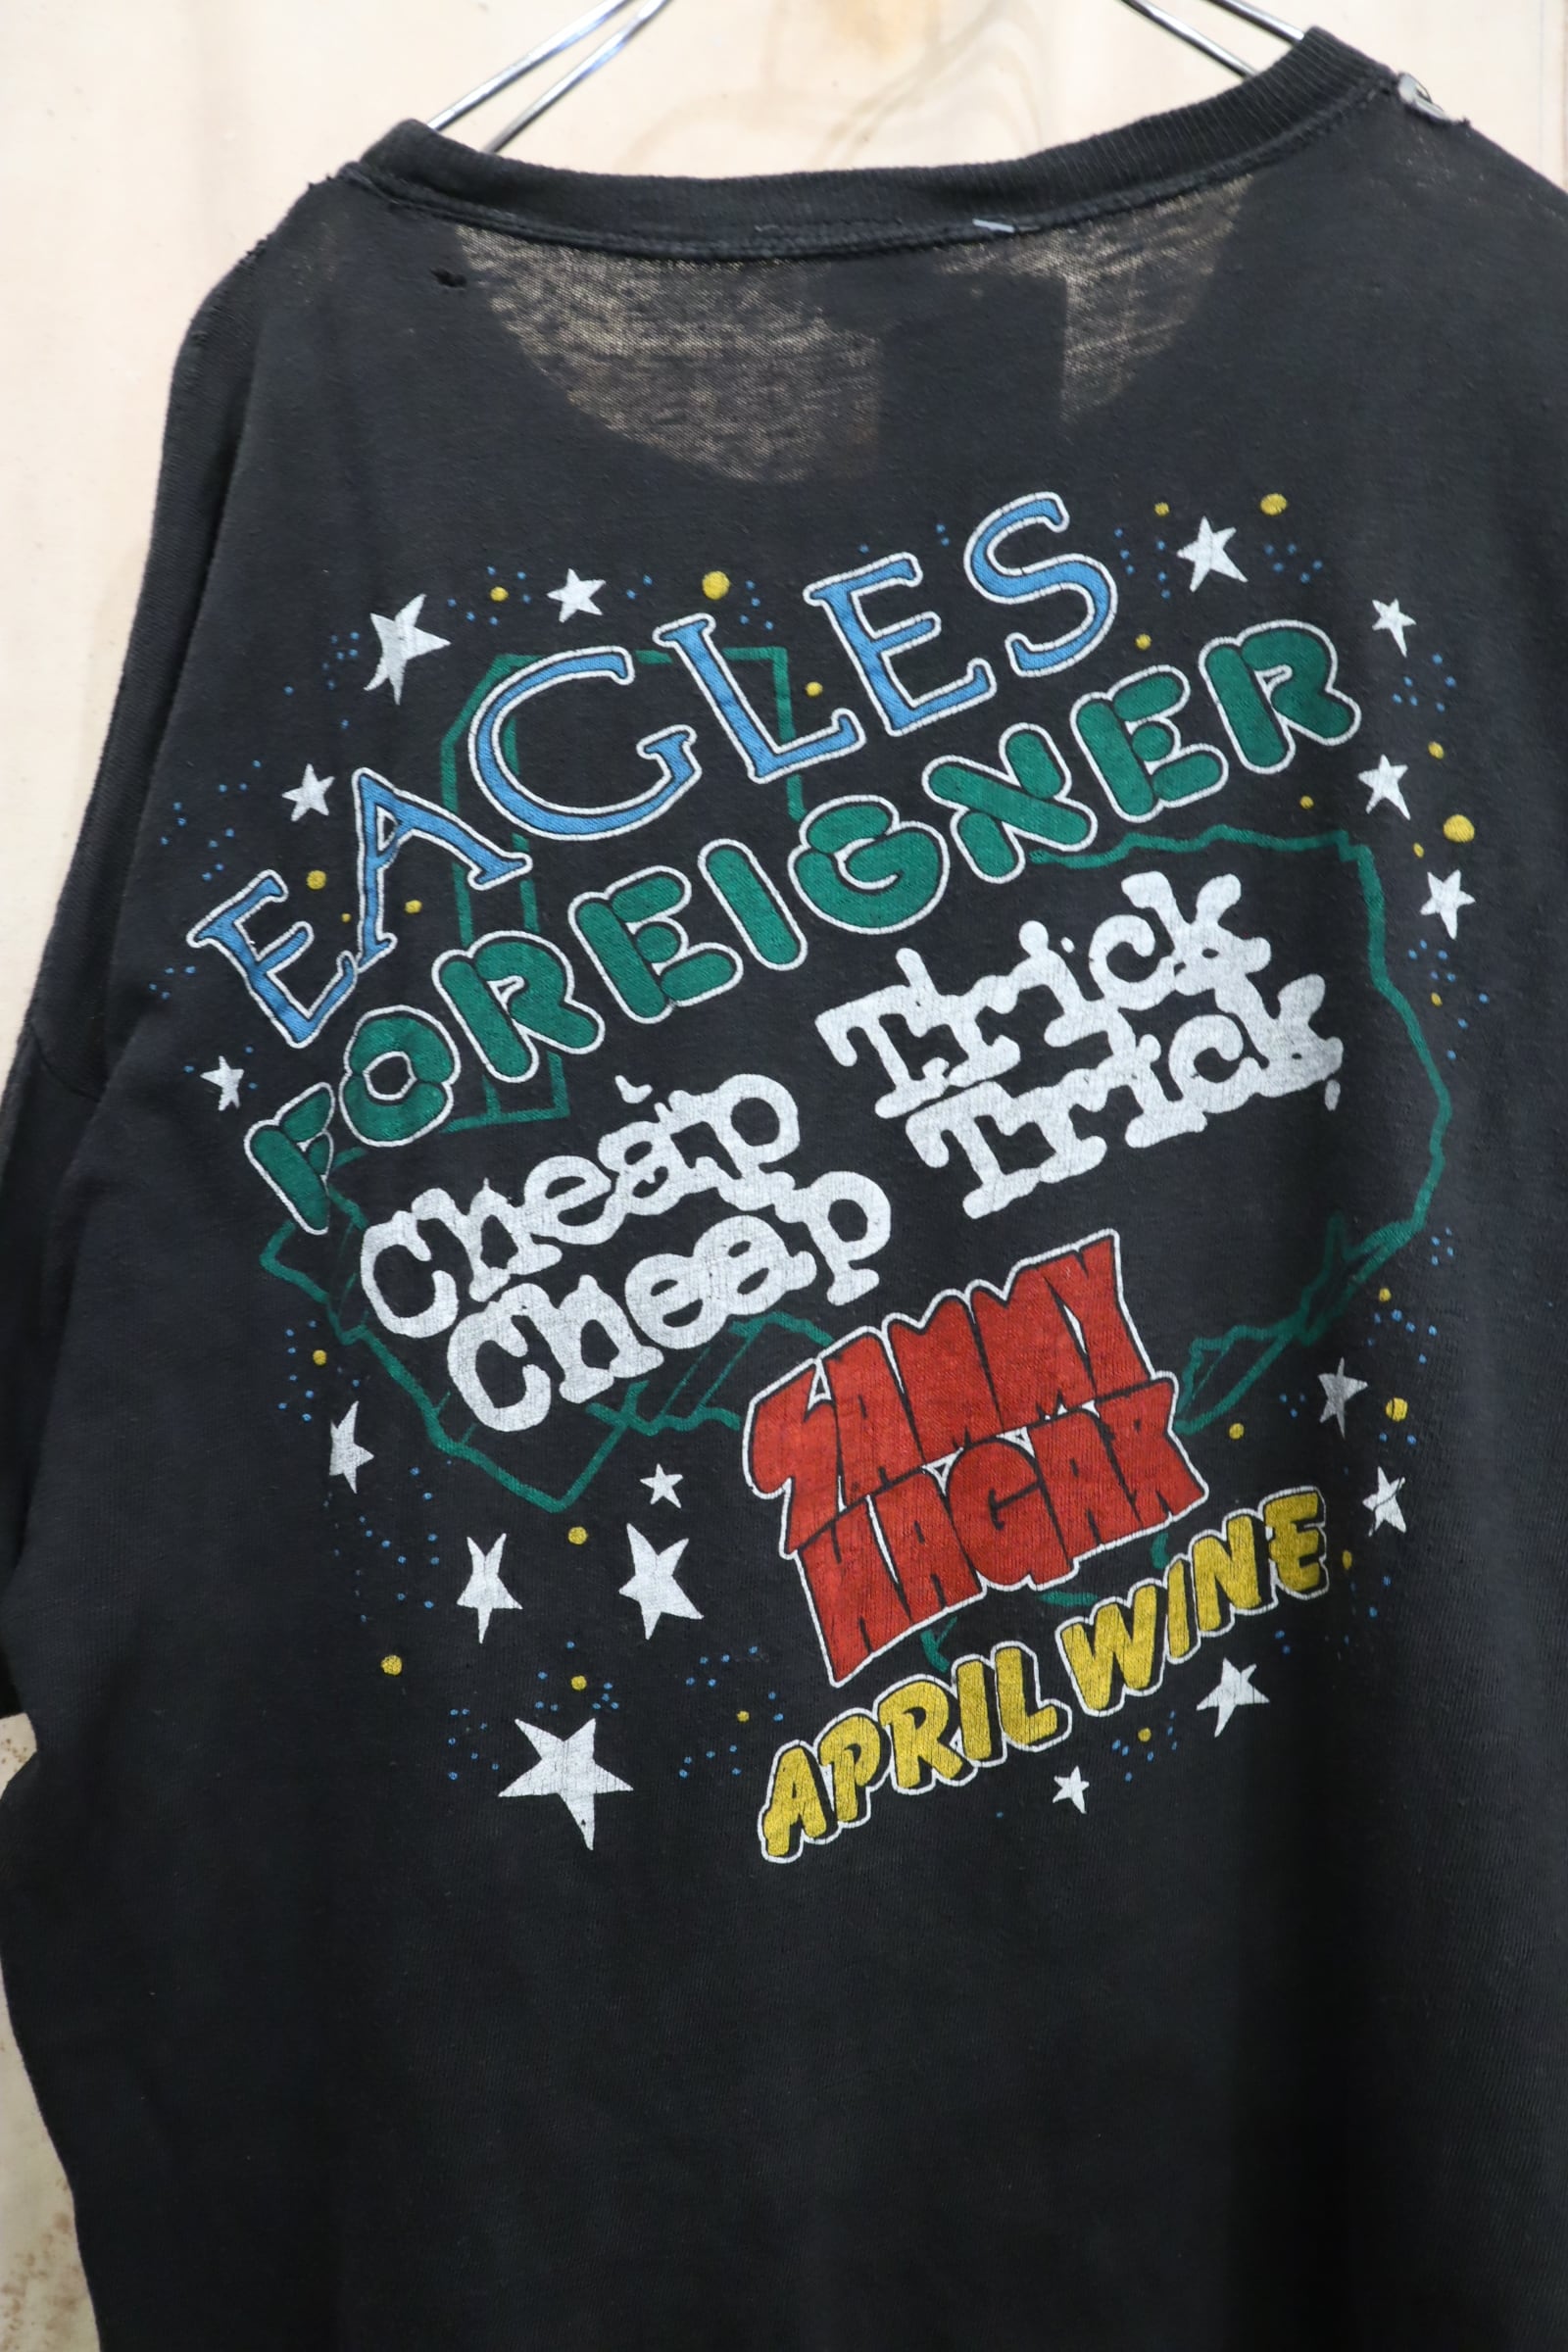 EAGLES
FOREIGNER
Cheap Trick
Cheap Trick
SAMMY
HAGAR
APRIL WINE